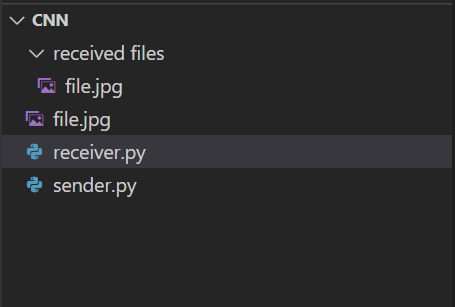 CNN
received files
file.jpg
file.jpg
receiver.py
sender.py